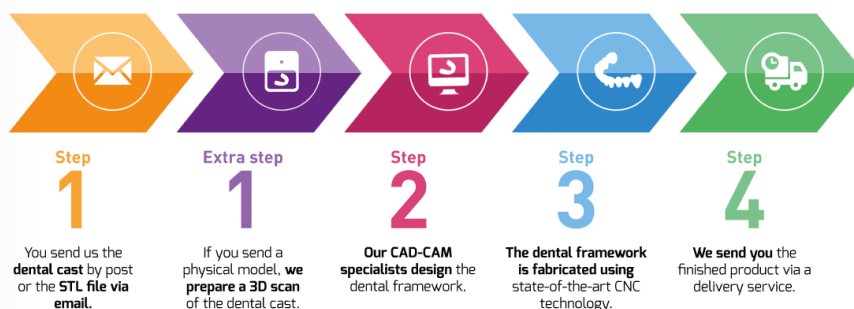 Step
1
You send us the
dental cast by post
or the STL file via
email.
Extra step
1
If you send a
physical model, we
prepare a 3D scan
of the dental cast.
Step
2
Our CAD-CAM
specialists design the
dental framework.
Step
3
The dental framework
is fabricated using
state-of-the-art CNC
technology.
Step
4
We send you the
finished product via a
delivery service.